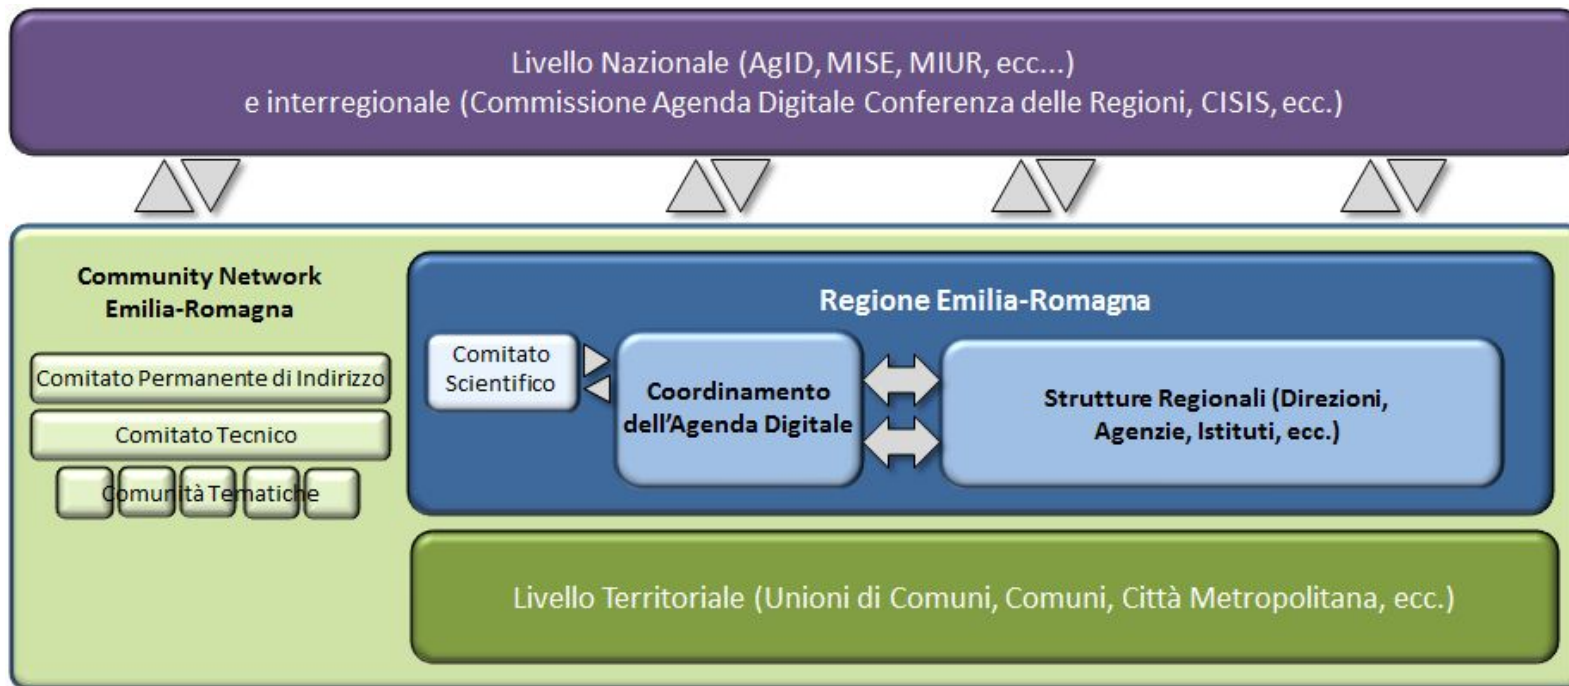 Livello Nazionale (AgID, MISE, MIUR, ecc...)
e interregionale (Commissione Agenda Digitale Conferenza delle Regioni, CISIS, ecc.)
Community Network
Emilia-Romagna
Comitato Permanente di Indirizzo
Comitato Tecnico
Comunità Tematiche
Regione Emilia-Romagna
Comitato
Scientifico
Coordinamento
dell’Agenda Digitale
Strutture Regionali (Direzioni,
Agenzie, Istituti, ecc.)
Livello Territoriale (Unioni di Comuni, Comuni, Città Metropolitana, ecc.)